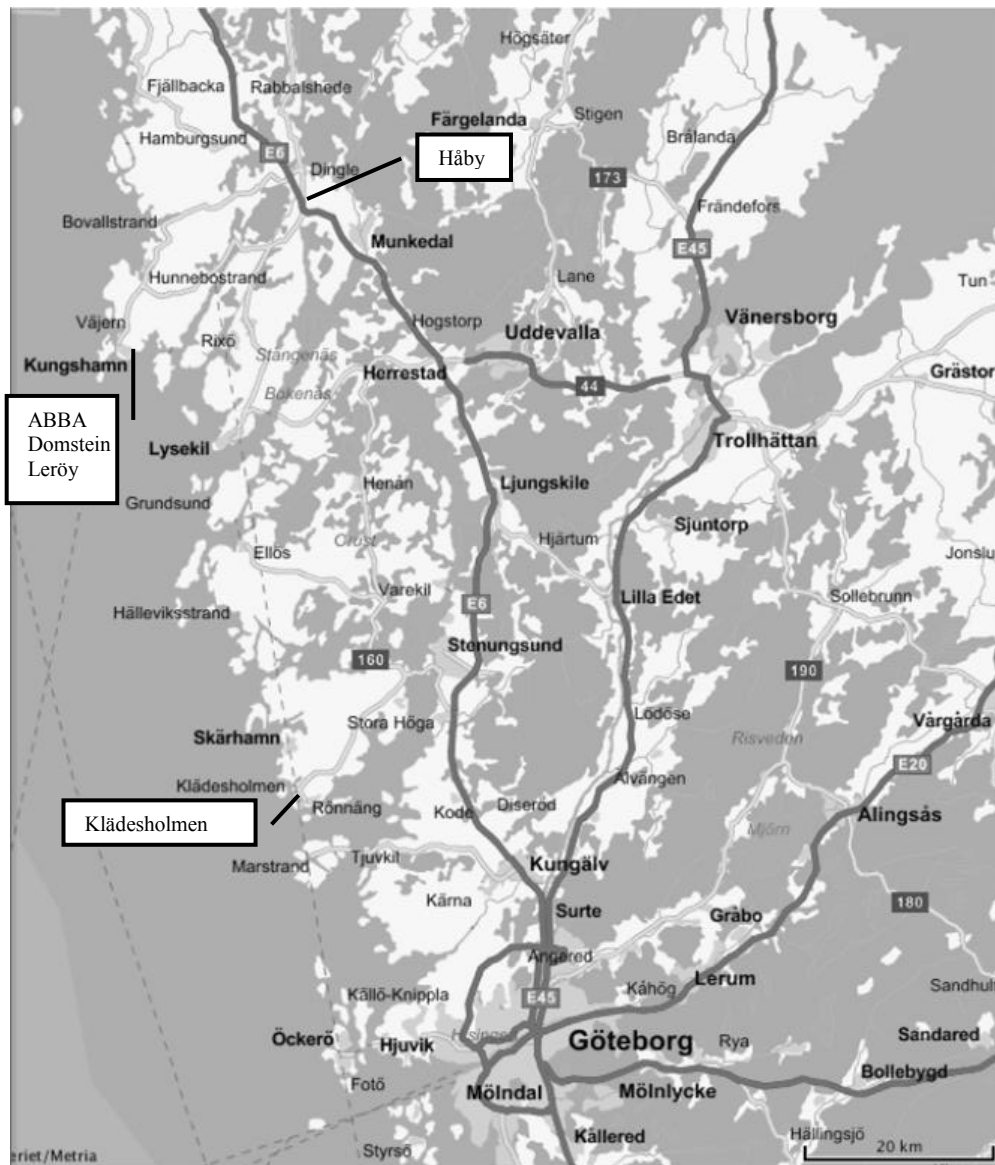 Högsäter
Fjällbacka
Rabbalshede
Färgelanda
Stigen
Hamburgsund
Brålanda
E6
Dingle
Håby
173
Frändefors
Bovallstrand
Munkedal
E45
Hunnebostrand
Lane
Tun
Väjern
Hogstorp
Uddevalla
Vänersborg
Rixö
Stångenäs
Kungshamn
Herrestad
Grästor
Bokenäs
44
ABBA
Domstein
Leröy
Lysekil
Trollhättan
Henån
Ljungskile
Grundsund
Sjuntorp
Orust
Hjärtum
Ellös
Jonslu
Varekil
Lilla Edet
Sollebrunn
Hälleviksstrand
E6
Stenungsund
160
190
Lödöse
Stora Höga
Vårgårda
Skärhamn
Risveden
E20
Älvängen
Klädesholmen
Rönnäng
Kode
Diseröd
Alingsås
Klädesholmen
Mjörn
Marstrand
Tjuvkil
Kungälv
Kärna
180
Surte
Gråbo
Angered
Lerum
Källö-Knippla
Kåhög
Sandhult
E45
Öckerö
Hjuvik
Hisingen
Göteborg
Rya
Sandared
Bollebygd
Fotö
Mölndal
Mölnlycke
Kållered
Hällingsjö
20 km
Styrsö
eriet/Metria